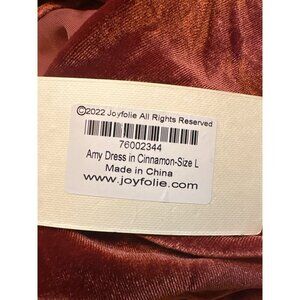 ©2022 Joyfolie All Rights Reserved
76002344
Amy Dress in Cinnamon-Size L
Made in China
www.joyfolie.com